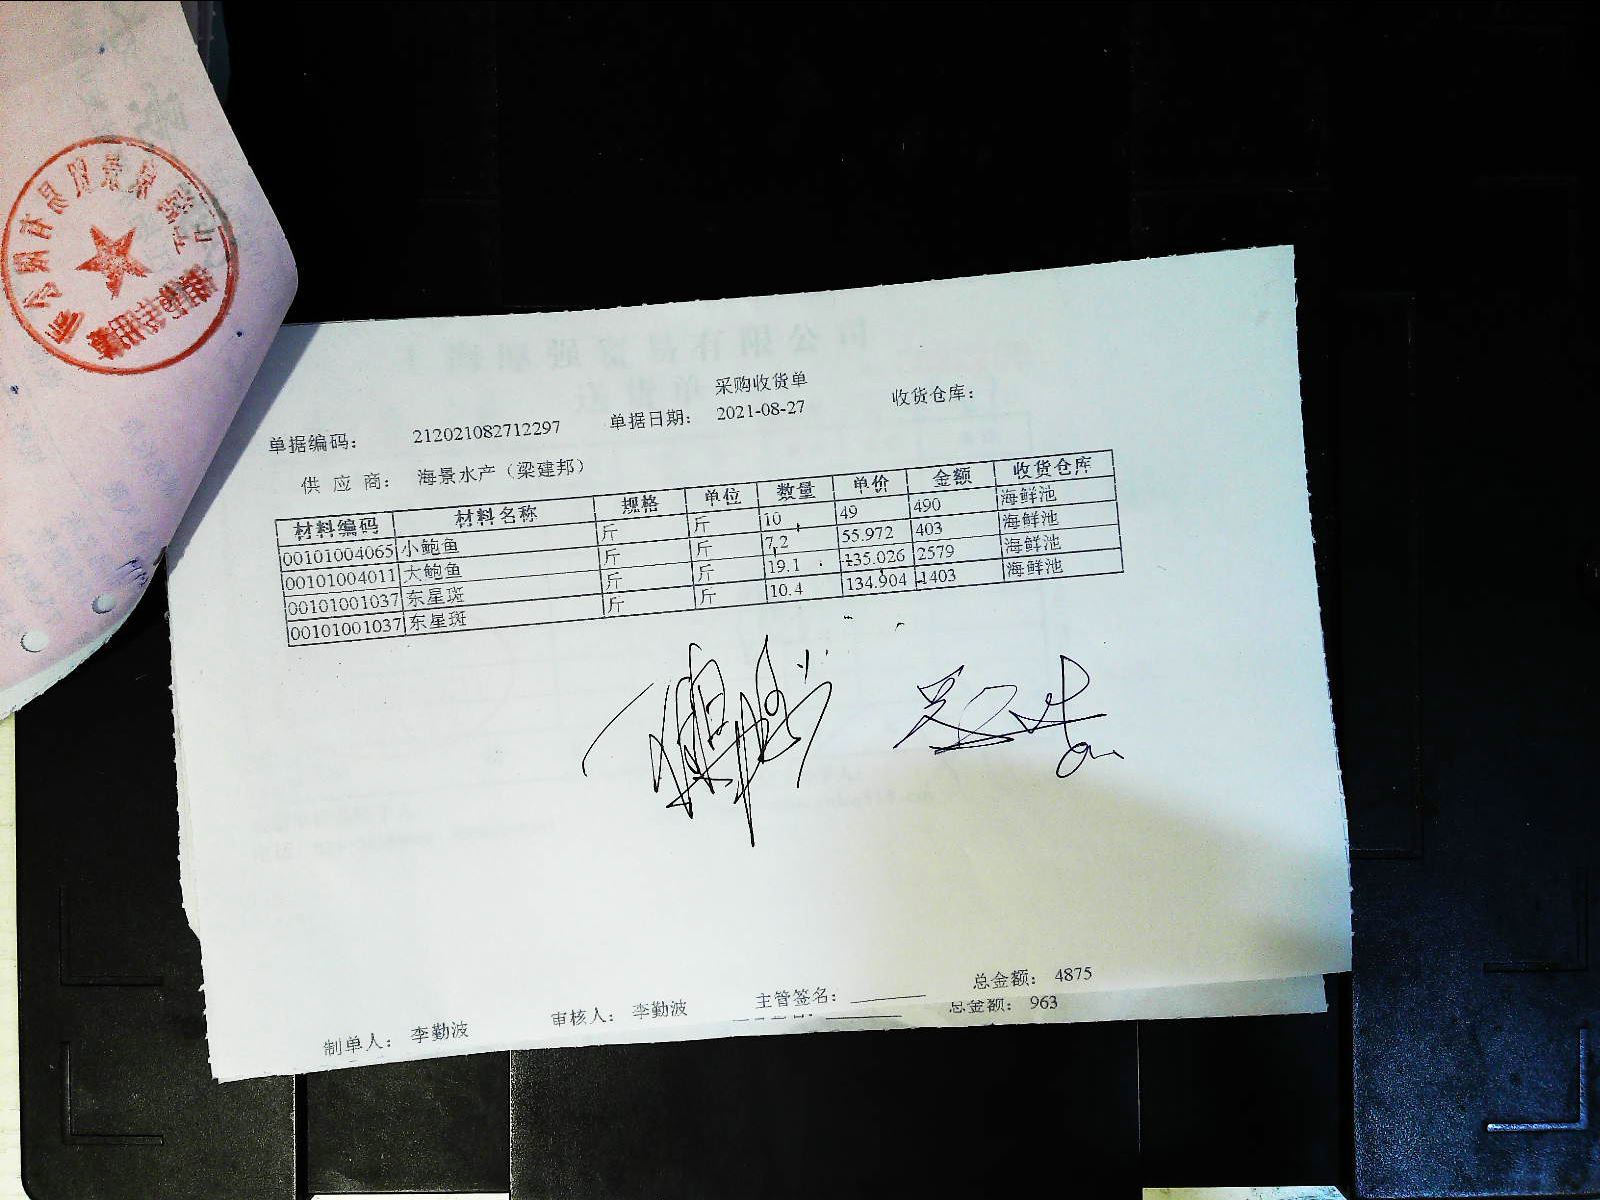 采购收货单
单据编码： 212021082712297 单据日期： 2021-08-27 收货仓库：
供 应 商： 海景水产（梁建邦）
材料编码 材料名称 规格 单位 数量 单价 金额 收货仓库
00101004065 小鲍鱼 斤 斤 10 49 490 海鲜池
00101004011 大鲍鱼 斤 斤 7.2 55.972 403 海鲜池
00101001037 东星斑 斤 斤 19.1 135.026 2579 海鲜池
00101001037 东星斑 斤 斤 10.4 134.904 1403 海鲜池
制单人： 李勤波 审核人： 李勤波 主管签名： 总金额： 4875
总金额： 963